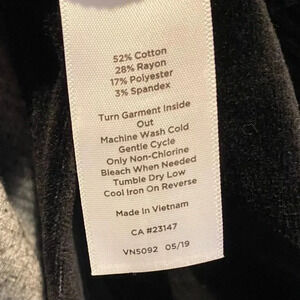 52% Cotton
28% Rayon
17% Polyester
3% Spandex
Turn Garment Inside
Out
Machine Wash Cold
Gentle Cycle
Only Non-Chlorine
Bleach When Needed
Tumble Dry Low
Cool Iron On Reverse
Made In Vietnam
CA #23147
VN5092 05/19